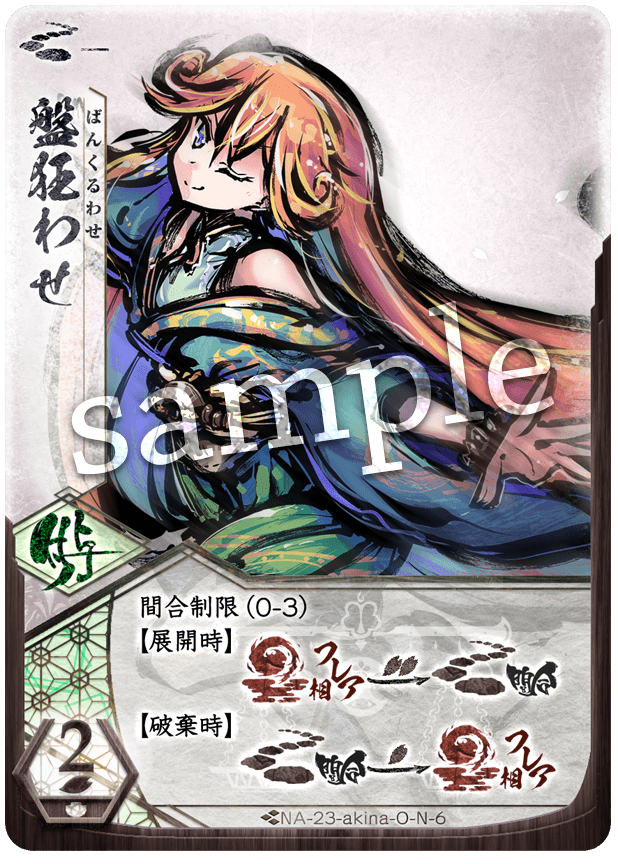 盤狂わせ
ばんくるわせ
sample
付与
間合制限(0-3)
【展開時】
相フレア
間合
【破棄時】
間合
相フレア
2
NA-23-akina-O-N-6